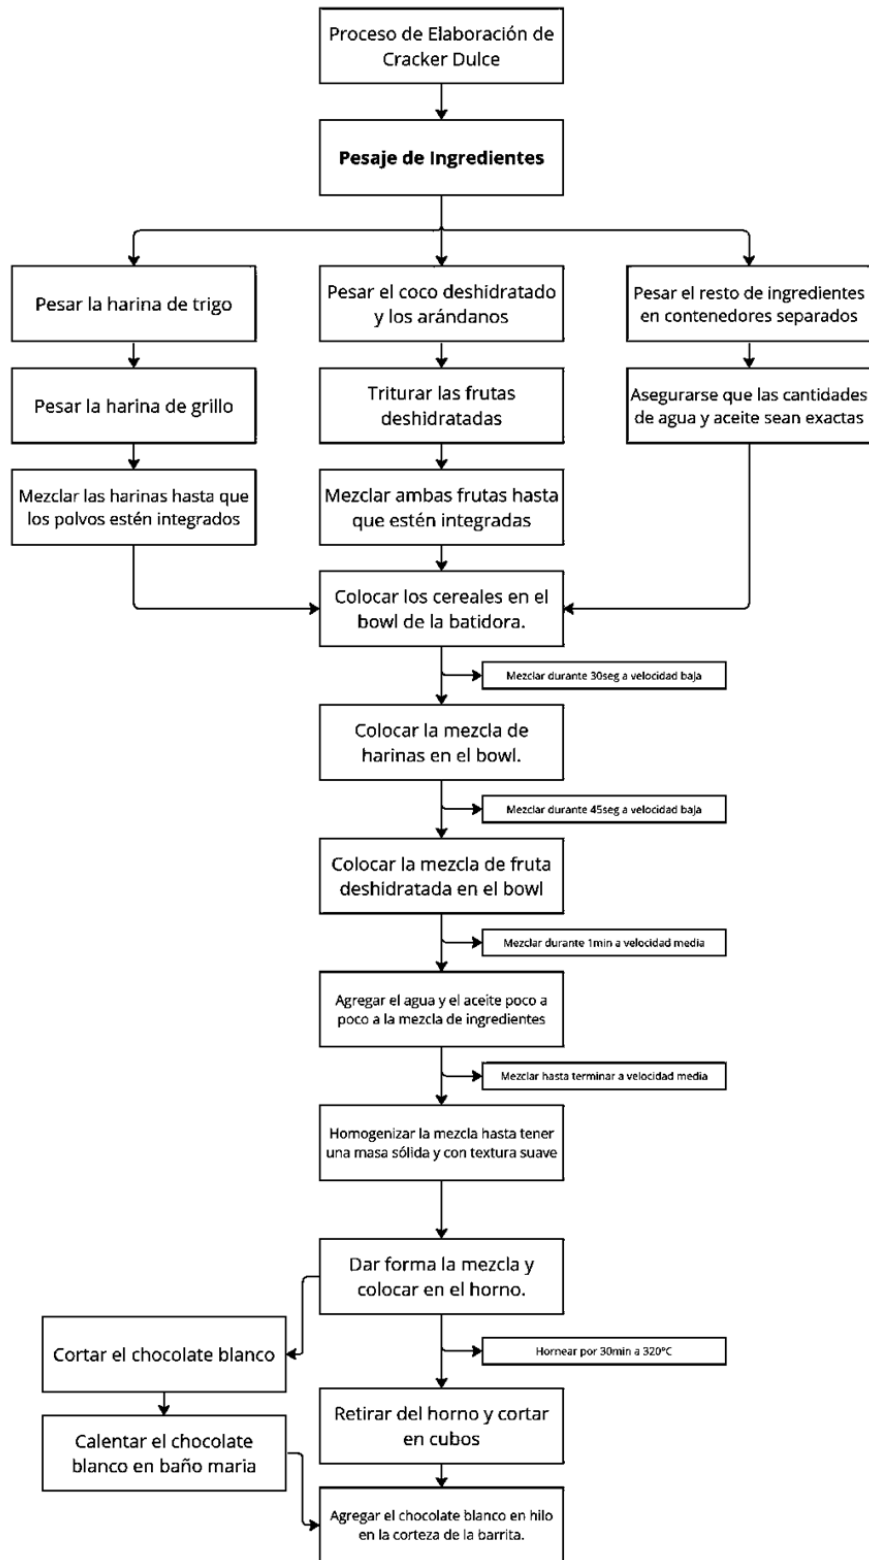 Proceso de Elaboración de
Cracker Dulce
Pesaje de Ingredientes
Pesar la harina de trigo
Pesar el coco deshidratado
y los arándanos
Pesar el resto de ingredientes
en contenedores separados
Pesar la harina de grillo
Triturar las frutas
deshidratadas
Asegurarse que las cantidades
de agua y aceite sean exactas
Mezclar las harinas hasta que
los polvos estén integrados
Mezclar ambas frutas hasta
que estén integradas
Colocar los cereales en el
bowl de la batidora.
Mezclar durante 30seg a velocidad baja
Colocar la mezcla de
harinas en el bowl.
Mezclar durante 45seg a velocidad baja
Colocar la mezcla de fruta
deshidratada en el bowl
Mezclar durante 1min a velocidad media
Agregar el agua y el aceite poco a
poco a la mezcla de ingredientes
Mezclar hasta terminar a velocidad media
Homogenizar la mezcla hasta tener
una masa sólida y con textura suave
Dar forma la mezcla y
colocar en el horno.
Cortar el chocolate blanco
Hornear por 30min a 320°C
Calentar el chocolate
blanco en baño maria
Retirar del horno y cortar
en cubos
Agregar el chocolate blanco en hilo
en la corteza de la barrita.